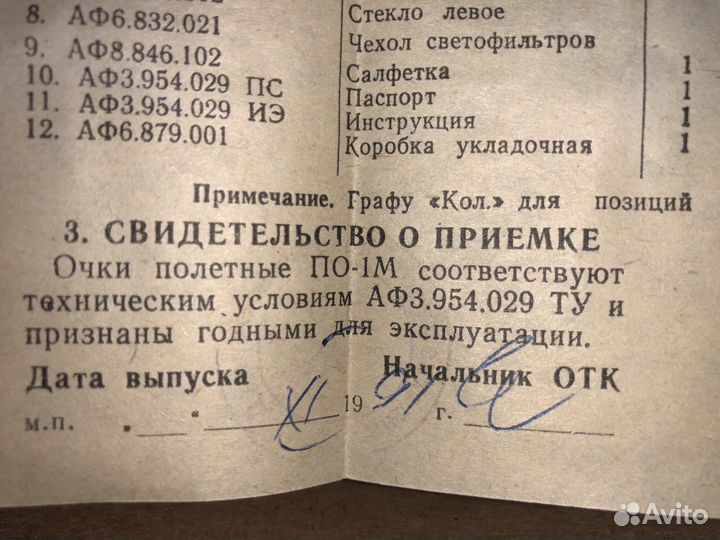 8. АФ6.832.021 Стекло левое
9. АФ8.846.102 Чехол светофильтров
10. АФ3.954.029 ПС Салфетка 1
11. АФ3.954.029 ИЭ Паспорт 1
12. АФ6.879.001 Инструкция 1
Коробка укладочная 1
Примечание. Графу «Кол.» для позиций
3. СВИДЕТЕЛЬСТВО О ПРИЕМКЕ
Очки полетные ПО-1М соответствуют
техническим условиям АФ3.954.029 ТУ и
признаны годными для эксплуатации.
Дата выпуска Начальник ОТК
м.п. „___“ XI 1991 г.
Avito